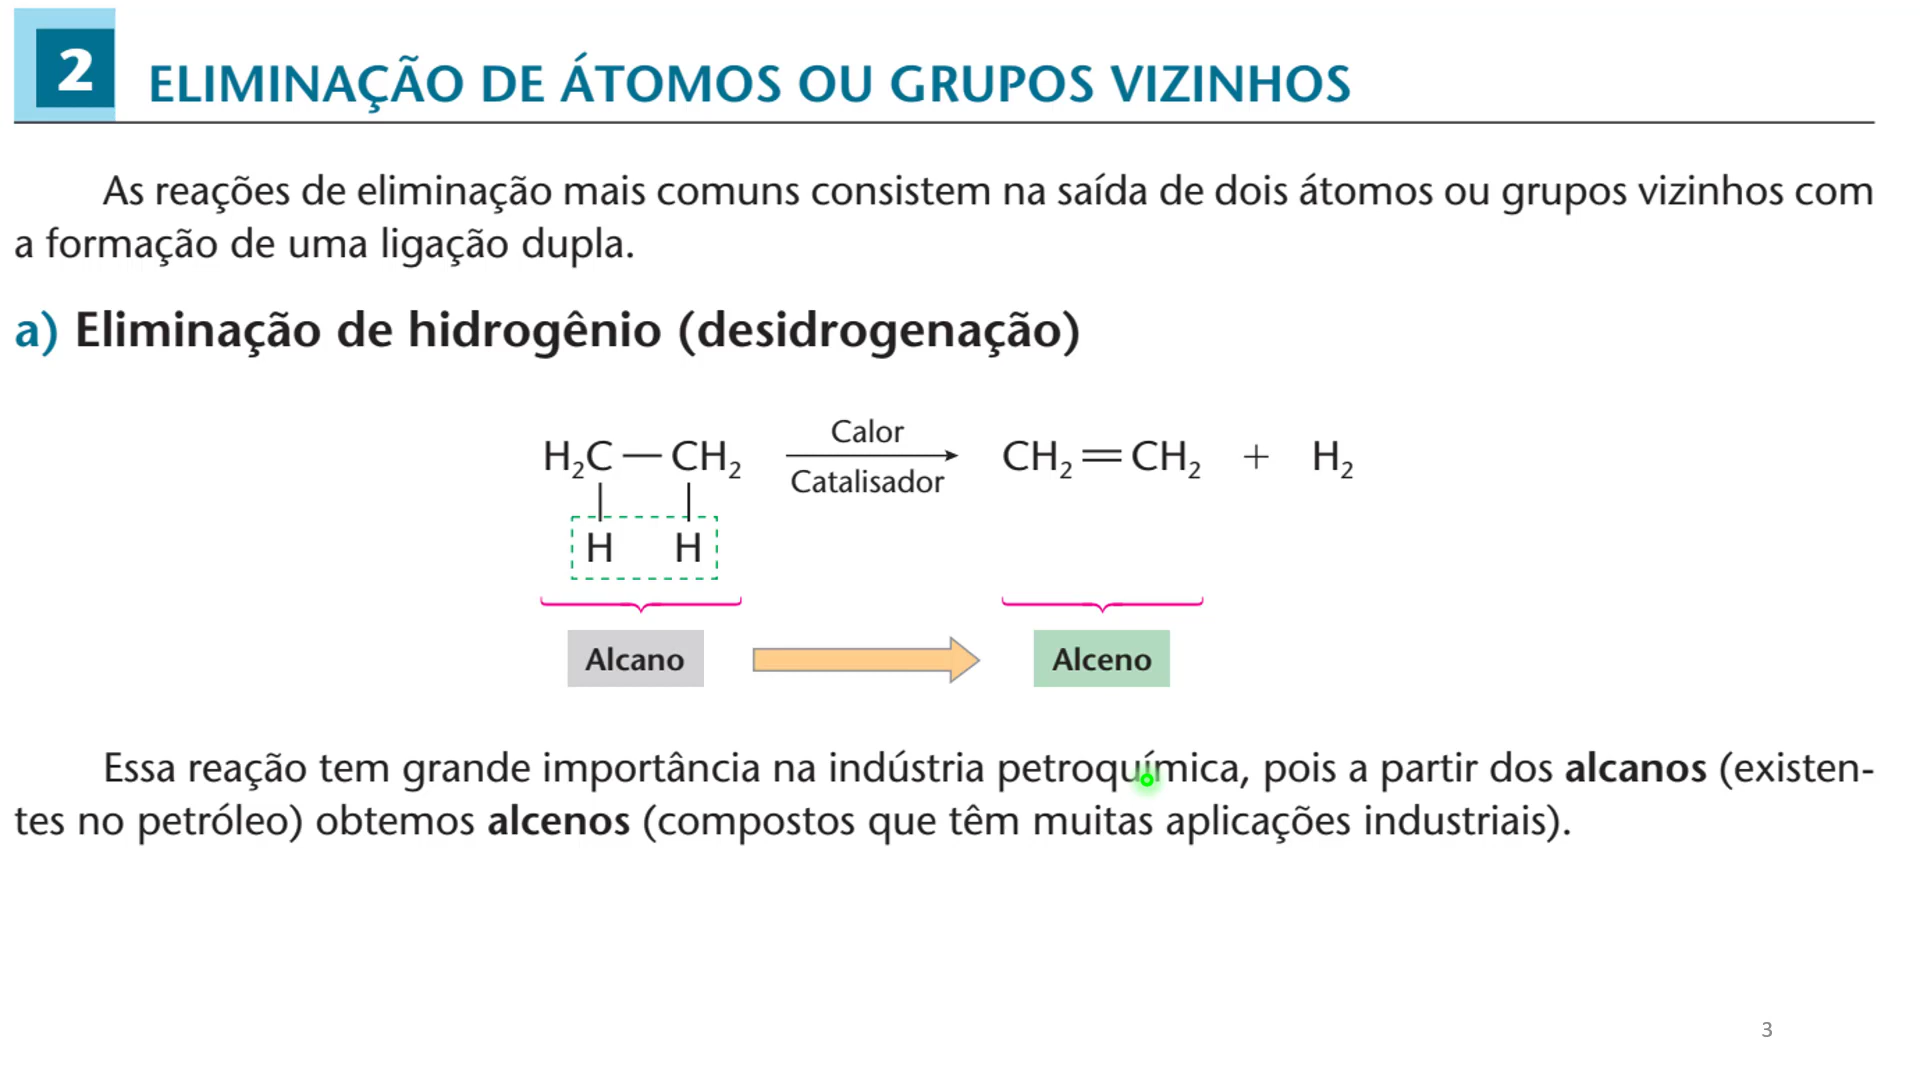 2 ELIMINAÇÃO DE ÁTOMOS OU GRUPOS VIZINHOS
As reações de eliminação mais comuns consistem na saída de dois átomos ou grupos vizinhos com
a formação de uma ligação dupla.
a) Eliminação de hidrogênio (desidrogenação)
Calor
H₂C — CH₂ → CH₂=CH₂ + H₂
Catalisador
H H
Alcano Alceno
Essa reação tem grande importância na indústria petroquímica, pois a partir dos alcanos (existen-
tes no petróleo) obtemos alcenos (compostos que têm muitas aplicações industriais).
3